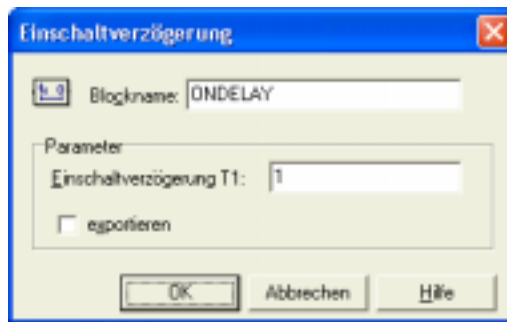 Einschaltverzögerung
Blockname: ONDELAY
Parameter
Einschaltverzögerung T1: 1
exportieren
OK Abbrechen Hilfe